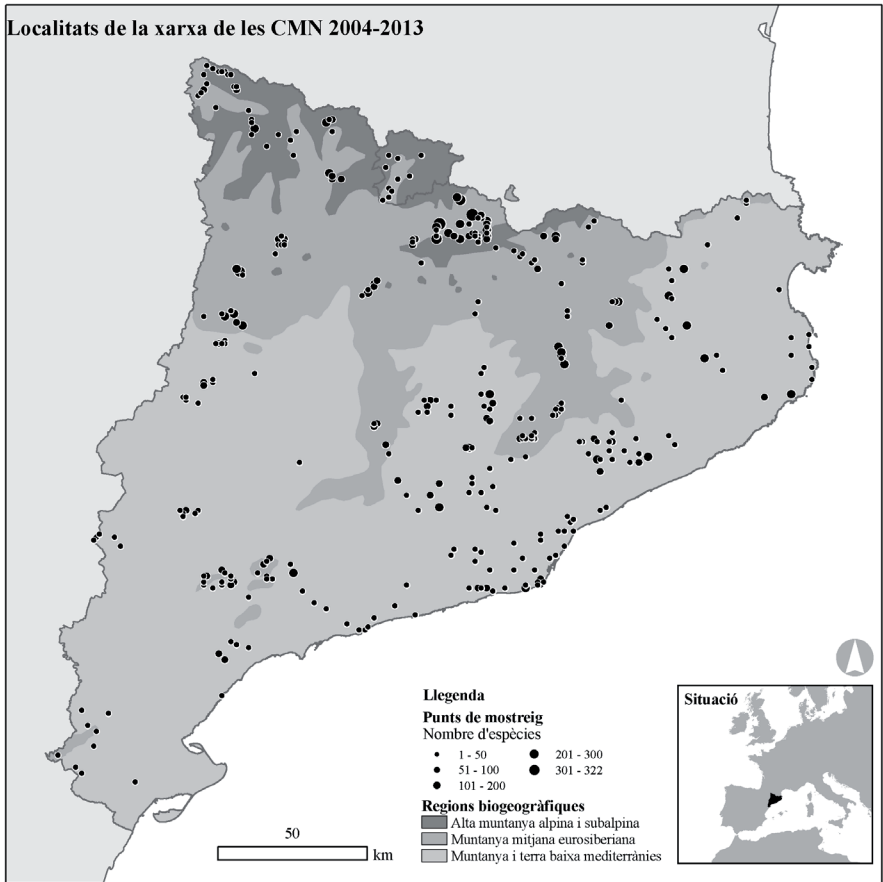 Localitats de la xarxa de les CMN 2004-2013
Llegenda
Punts de mostreig
Nombre d'espècies
1 - 50
51 - 100
101 - 200
201 - 300
301 - 322
Regions biogeogràfiques
Alta muntanya alpina i subalpina
Muntanya mitjana eurosiberiana
Muntanya i terra baixa mediterrànies
50
km
Situació